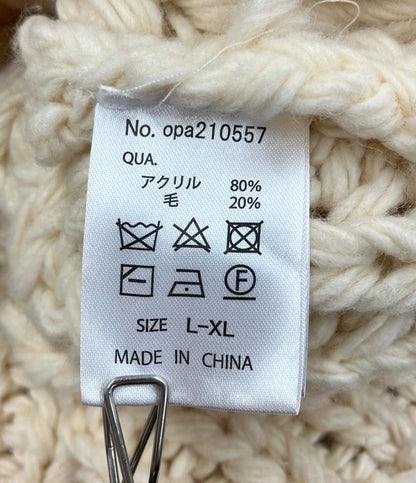 No. opa210557
QUA.
アクリル 80%
毛 20%
F
SIZE L-XL
MADE IN CHINA